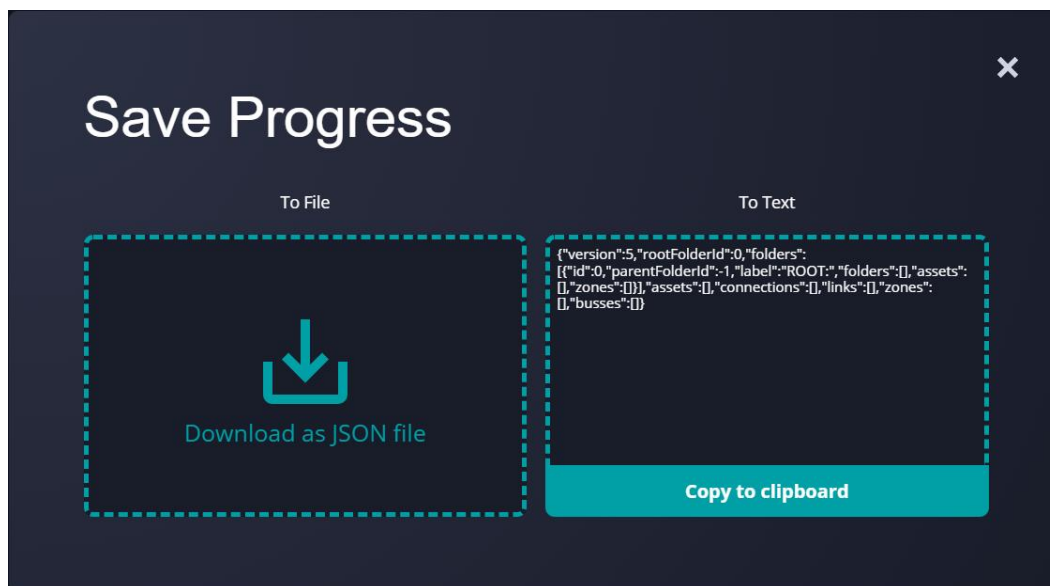 Save Progress
To File
To Text
Download as JSON file
{"version":5,"rootFolderId":0,"folders":
[{"id":0,"parentFolderId":-1,"label":"ROOT:","folders":[],"assets":
[],"zones":[]}],"assets":[],"connections":[],"links":[],"zones":
[],"busses":[]}
Copy to clipboard